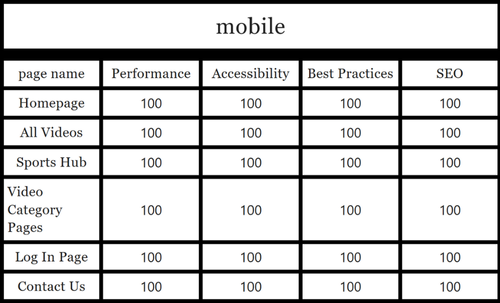 mobile
page name Performance Accessibility Best Practices SEO
Homepage 100 100 100 100
All Videos 100 100 100 100
Sports Hub 100 100 100 100
Video
Category
Pages 100 100 100 100
Log In Page 100 100 100 100
Contact Us 100 100 100 100